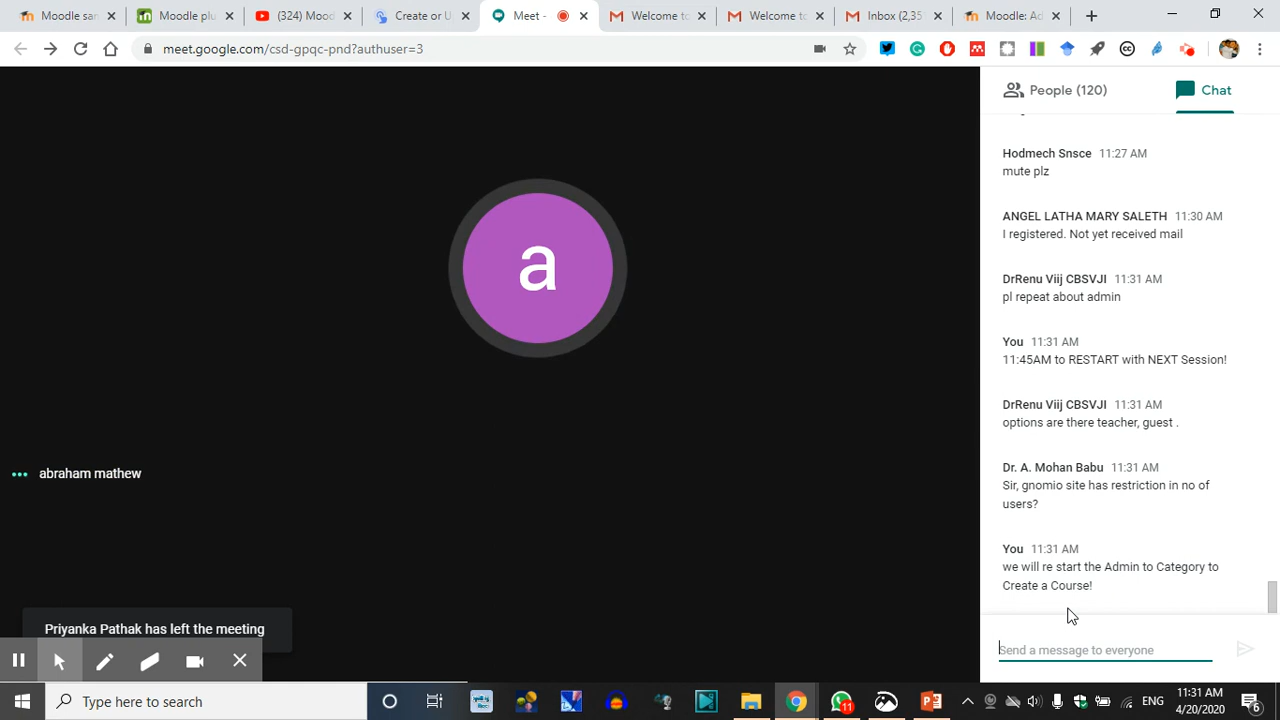 Moodle san
Moodle plu
(324) Mood
Create or U
Meet -
Welcome to
Welcome to
Inbox (2,35
Moodle: Ad
meet.google.com/csd-gpqc-pnd?authuser=3
People (120)
Chat
Hodmech Snsce 11:27 AM
mute plz
ANGEL LATHA MARY SALETH 11:30 AM
I registered. Not yet received mail
DrRenu Viij CBSVJI 11:31 AM
pl repeat about admin
You 11:31 AM
11:45AM to RESTART with NEXT Session!
DrRenu Viij CBSVJI 11:31 AM
options are there teacher, guest .
Dr. A. Mohan Babu 11:31 AM
Sir, gnomio site has restriction in no of
users?
You 11:31 AM
we will re start the Admin to Category to
Create a Course!
Send a message to everyone
a
abraham mathew
Priyanka Pathak has left the meeting
Type here to search
11
ENG
11:31 AM
4/20/2020
6